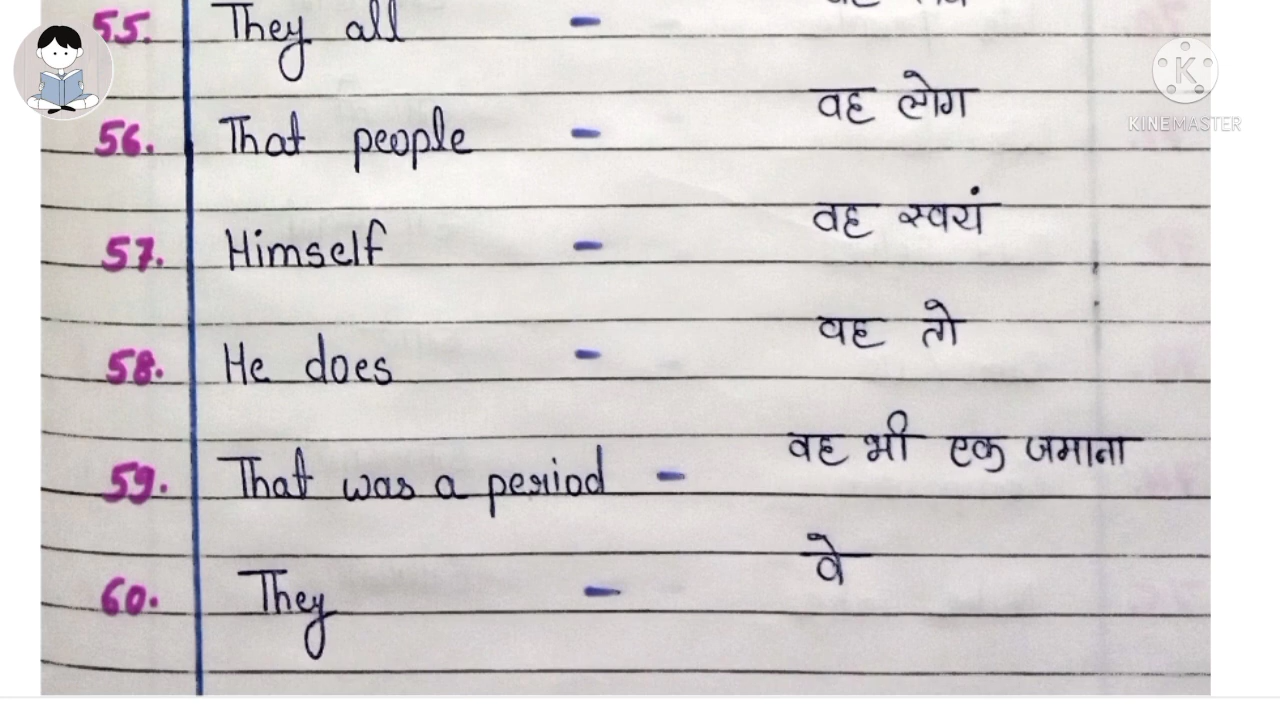 55. They all -
56. That people - वह लोग
57. Himself - वह स्वयं
58. He does - वह तो
59. That was a period - वह भी एक जमाना
60. They - वे
KINEMASTER